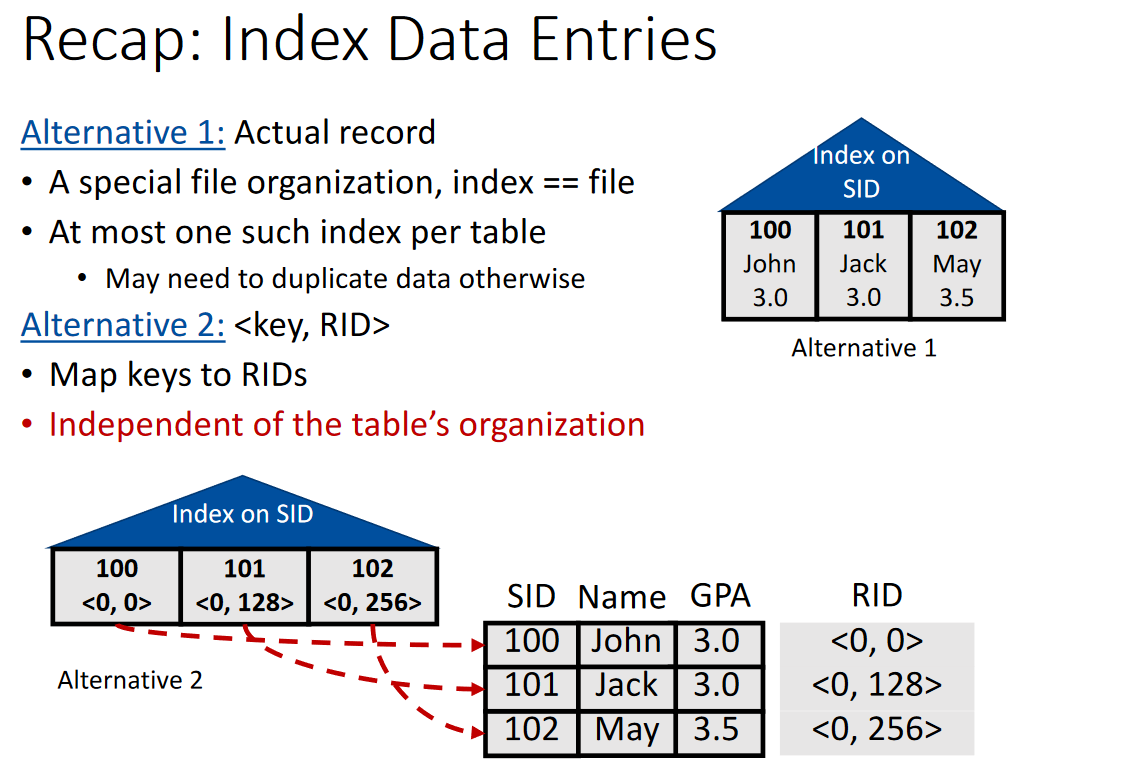 Recap: Index Data Entries
Alternative 1: Actual record
• A special file organization, index == file
• At most one such index per table
• May need to duplicate data otherwise
Alternative 2: <key, RID>
• Map keys to RIDs
• Independent of the table’s organization
Index on
SID
100 101 102
John Jack May
3.0 3.0 3.5
Alternative 1
Index on SID
100 101 102
<0, 0> <0, 128> <0, 256>
Alternative 2
SID Name GPA RID
100 John 3.0 <0, 0>
101 Jack 3.0 <0, 128>
102 May 3.5 <0, 256>